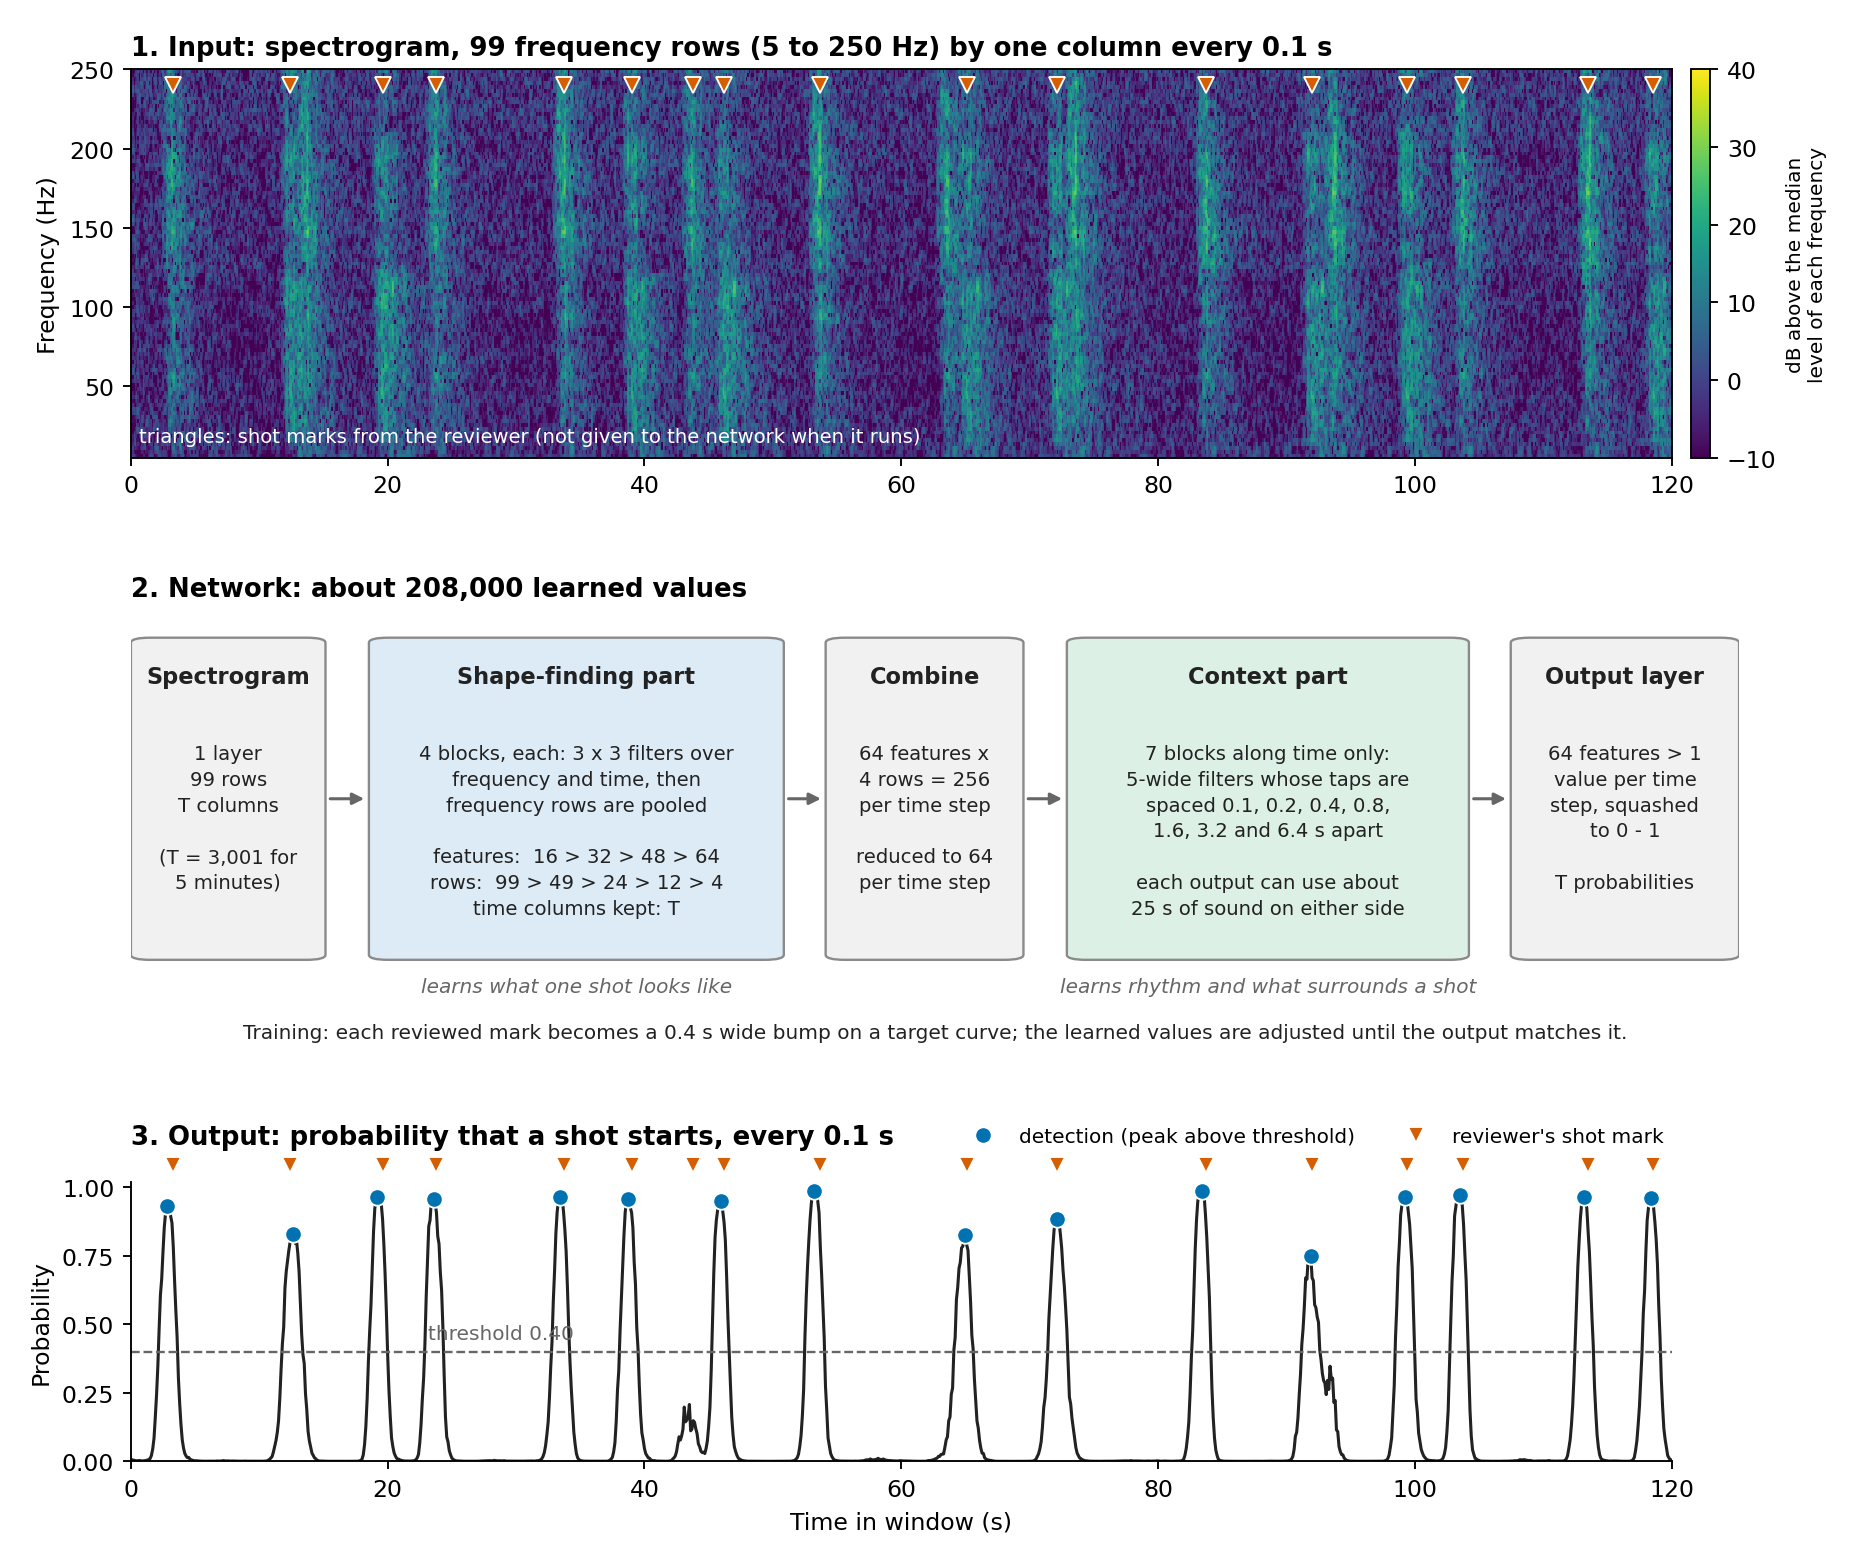 1. Input: spectrogram, 99 frequency rows (5 to 250 Hz) by one column every 0.1 s
250
200
150
100
50
Frequency (Hz)
triangles: shot marks from the reviewer (not given to the network when it runs)
0 20 40 60 80 100 120
40
30
20
10
0
−10
dB above the median
level of each frequency
2. Network: about 208,000 learned values
Spectrogram
1 layer
99 rows
T columns
(T = 3,001 for
5 minutes)
Shape-finding part
4 blocks, each: 3 x 3 filters over
frequency and time, then
frequency rows are pooled
features: 16 > 32 > 48 > 64
rows: 99 > 49 > 24 > 12 > 4
time columns kept: T
learns what one shot looks like
Combine
64 features x
4 rows = 256
per time step
reduced to 64
per time step
Context part
7 blocks along time only:
5-wide filters whose taps are
spaced 0.1, 0.2, 0.4, 0.8,
1.6, 3.2 and 6.4 s apart
each output can use about
25 s of sound on either side
learns rhythm and what surrounds a shot
Output layer
64 features > 1
value per time
step, squashed
to 0 - 1
T probabilities
Training: each reviewed mark becomes a 0.4 s wide bump on a target curve; the learned values are adjusted until the output matches it.
3. Output: probability that a shot starts, every 0.1 s
detection (peak above threshold)
reviewer's shot mark
1.00
0.75
0.50
0.25
0.00
Probability
threshold 0.40
0 20 40 60 80 100 120
Time in window (s)